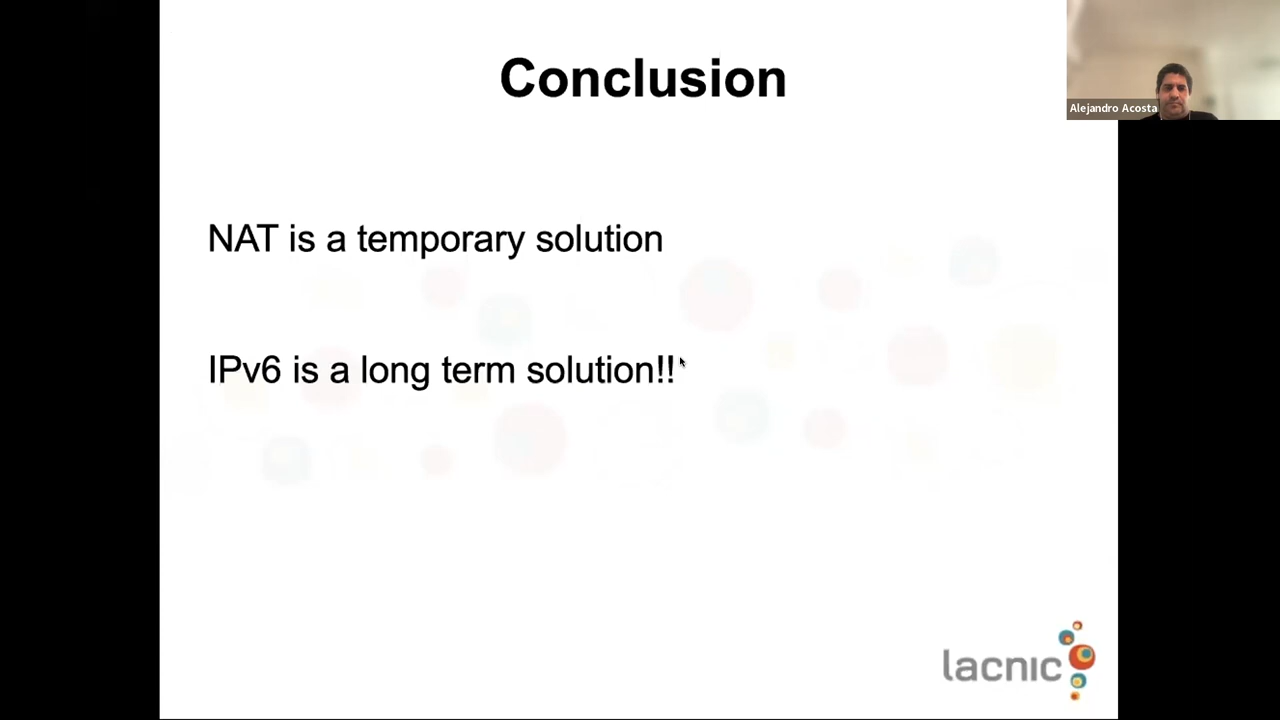 Conclusion
Alejandro Acosta
NAT is a temporary solution
IPv6 is a long term solution!!
lacnic